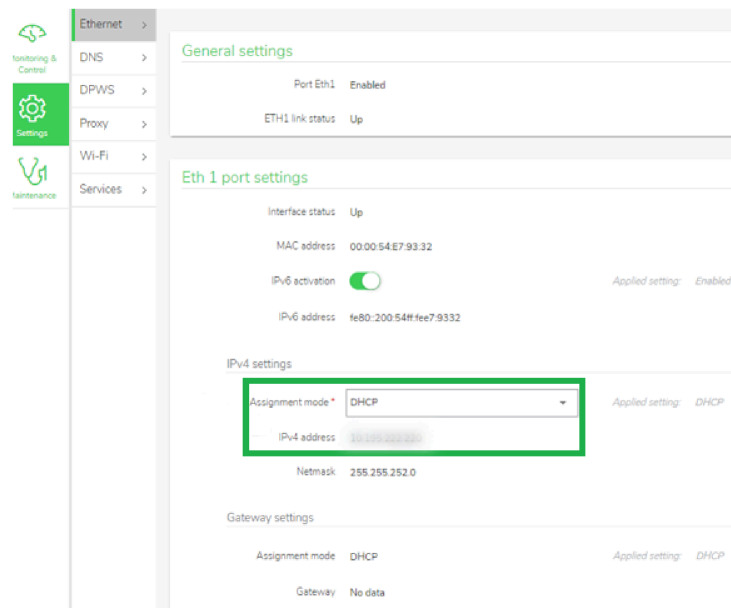 Monitoring &
Control
Settings
Maintenance
Ethernet
DNS
DPWS
Proxy
Wi-Fi
Services
General settings
Port Eth1 Enabled
ETH1 link status Up
Eth 1 port settings
Interface status Up
MAC address 00:00:54:E7:93:32
IPv6 activation Applied setting: Enabled
IPv6 address fe80::200:54ff:fee7:9332
IPv4 settings
Assignment mode * DHCP Applied setting: DHCP
IPv4 address
Netmask 255.255.252.0
Gateway settings
Assignment mode DHCP Applied setting: DHCP
Gateway No data